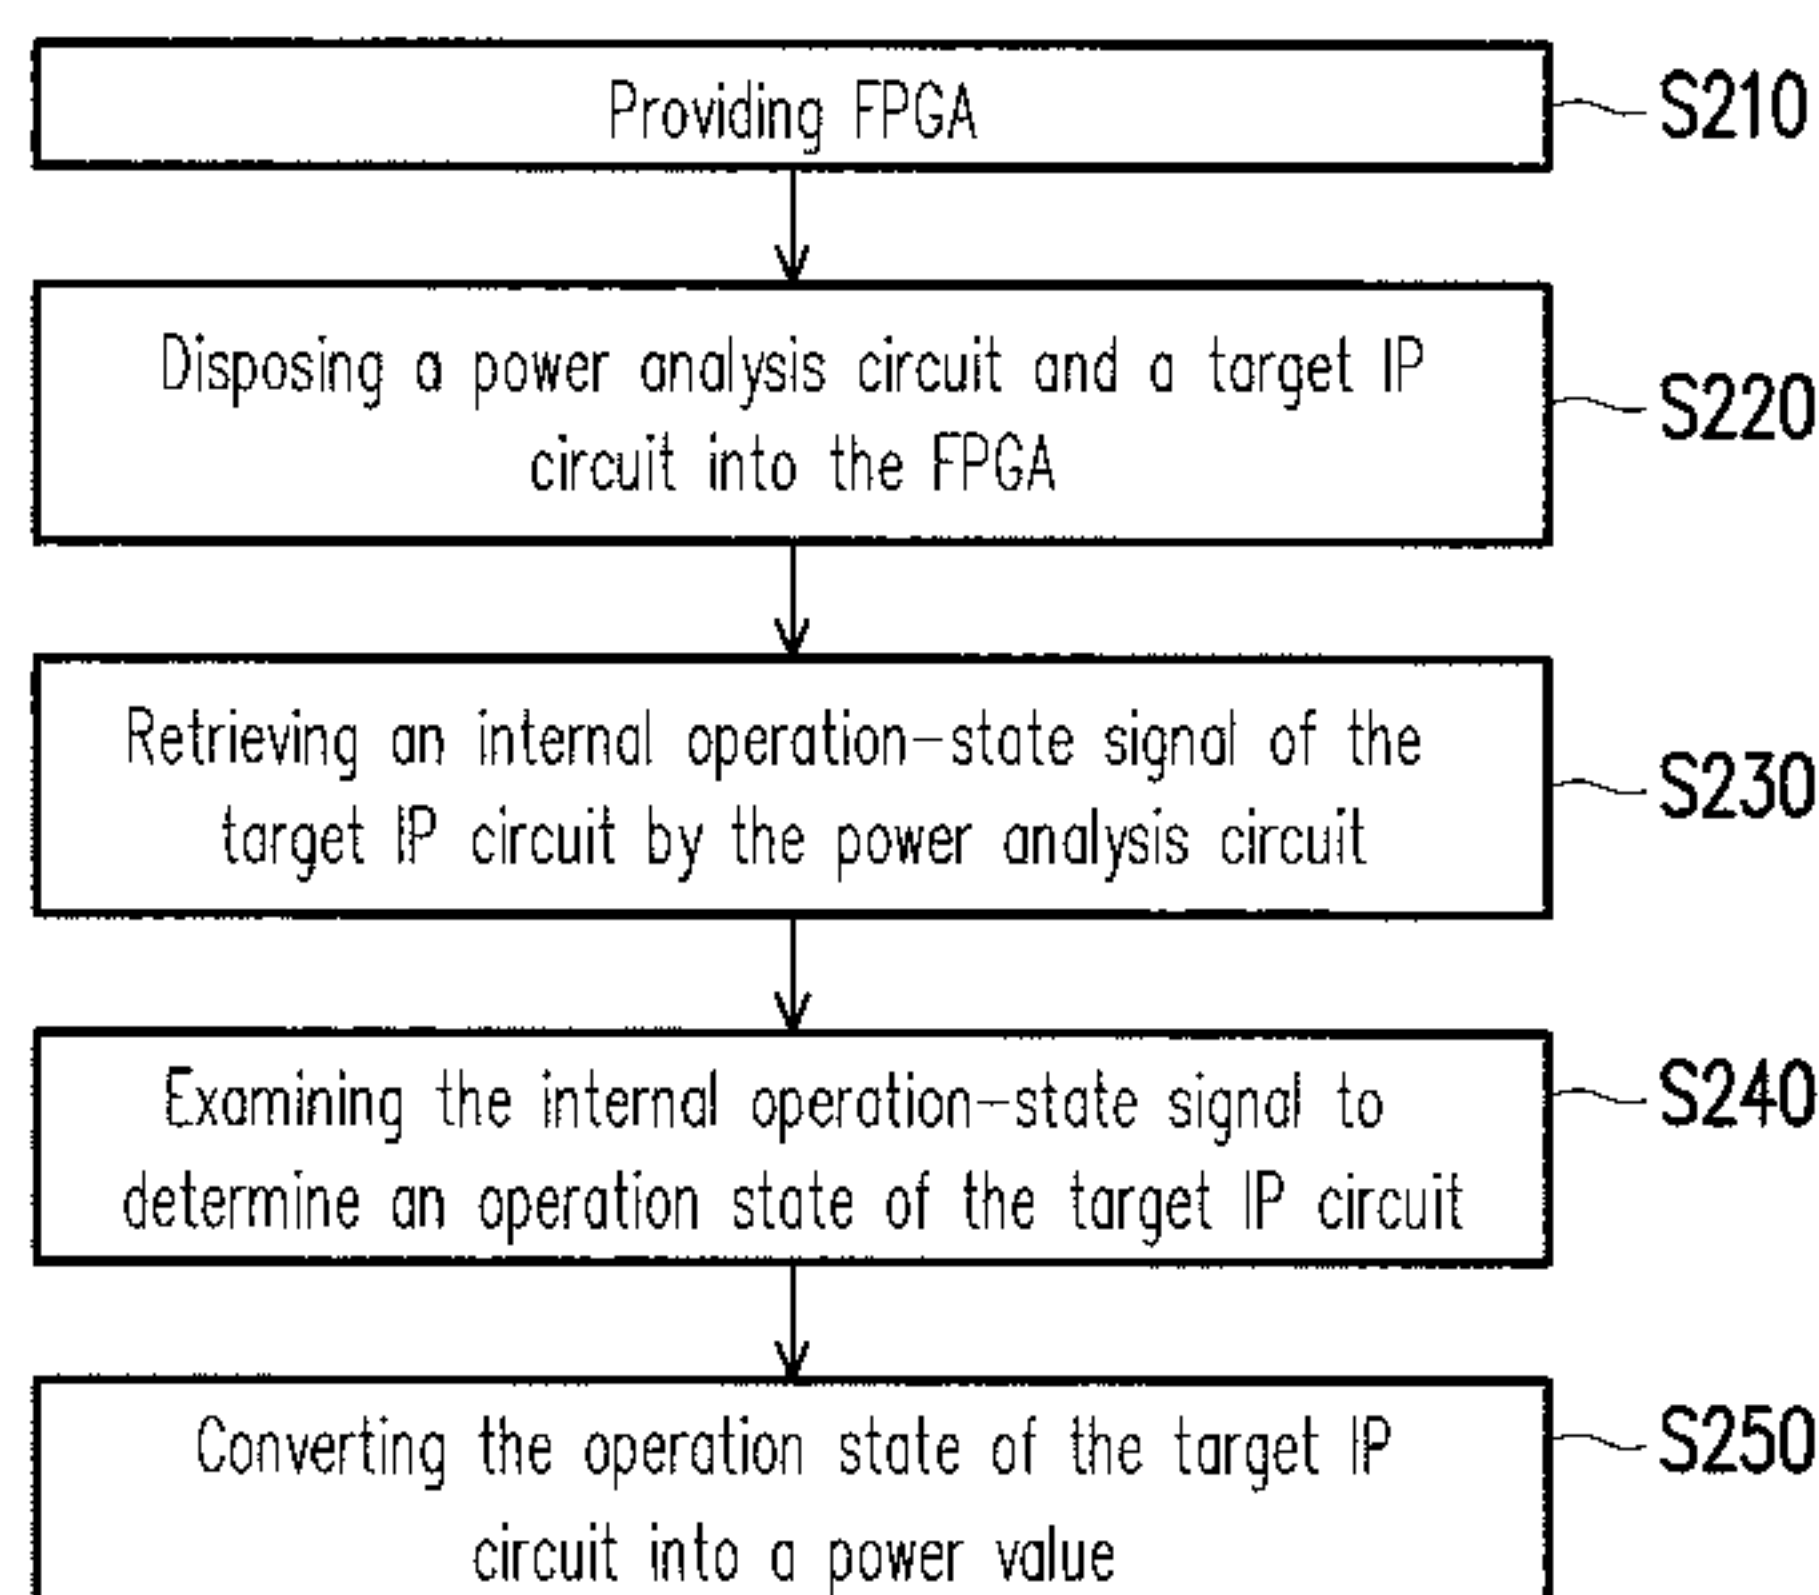 Providing FPGA
S210
Disposing a power analysis circuit and a target IP
circuit into the FPGA
S220
Retrieving an internal operation-state signal of the
target IP circuit by the power analysis circuit
S230
Examining the internal operation-state signal to
determine an operation state of the target IP circuit
S240
Converting the operation state of the target IP
circuit into a power value
S250